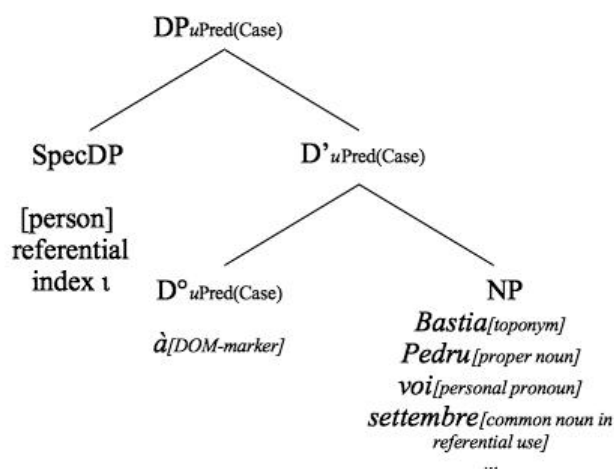 DPuPred(Case)
SpecDP
D’uPred(Case)
[person]
referential
index ι
D°uPred(Case)
NP
à[DOM-marker]
Bastia[toponym]
Pedru[proper noun]
voi[personal pronoun]
settembre[common noun in
referential use]
...